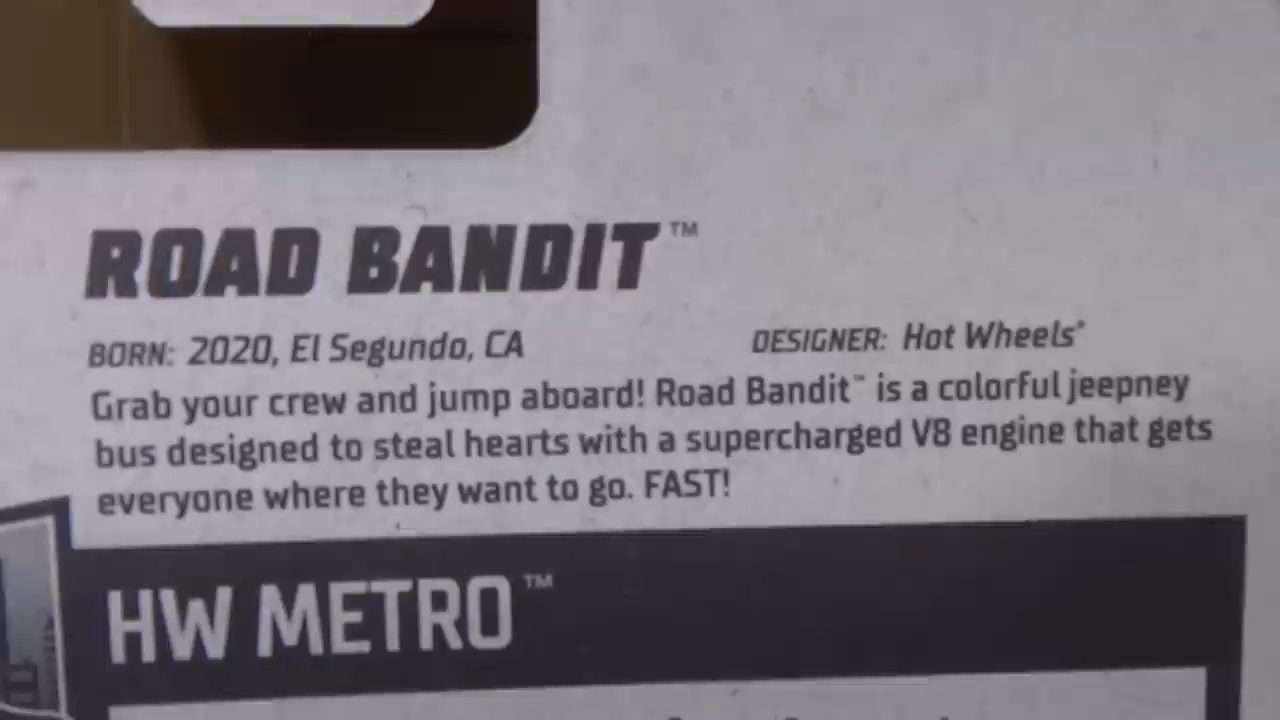 ROAD BANDIT™
BORN: 2020, El Segundo, CA
DESIGNER: Hot Wheels®
Grab your crew and jump aboard! Road Bandit™ is a colorful jeepney
bus designed to steal hearts with a supercharged V8 engine that gets
everyone where they want to go. FAST!
HW METRO™